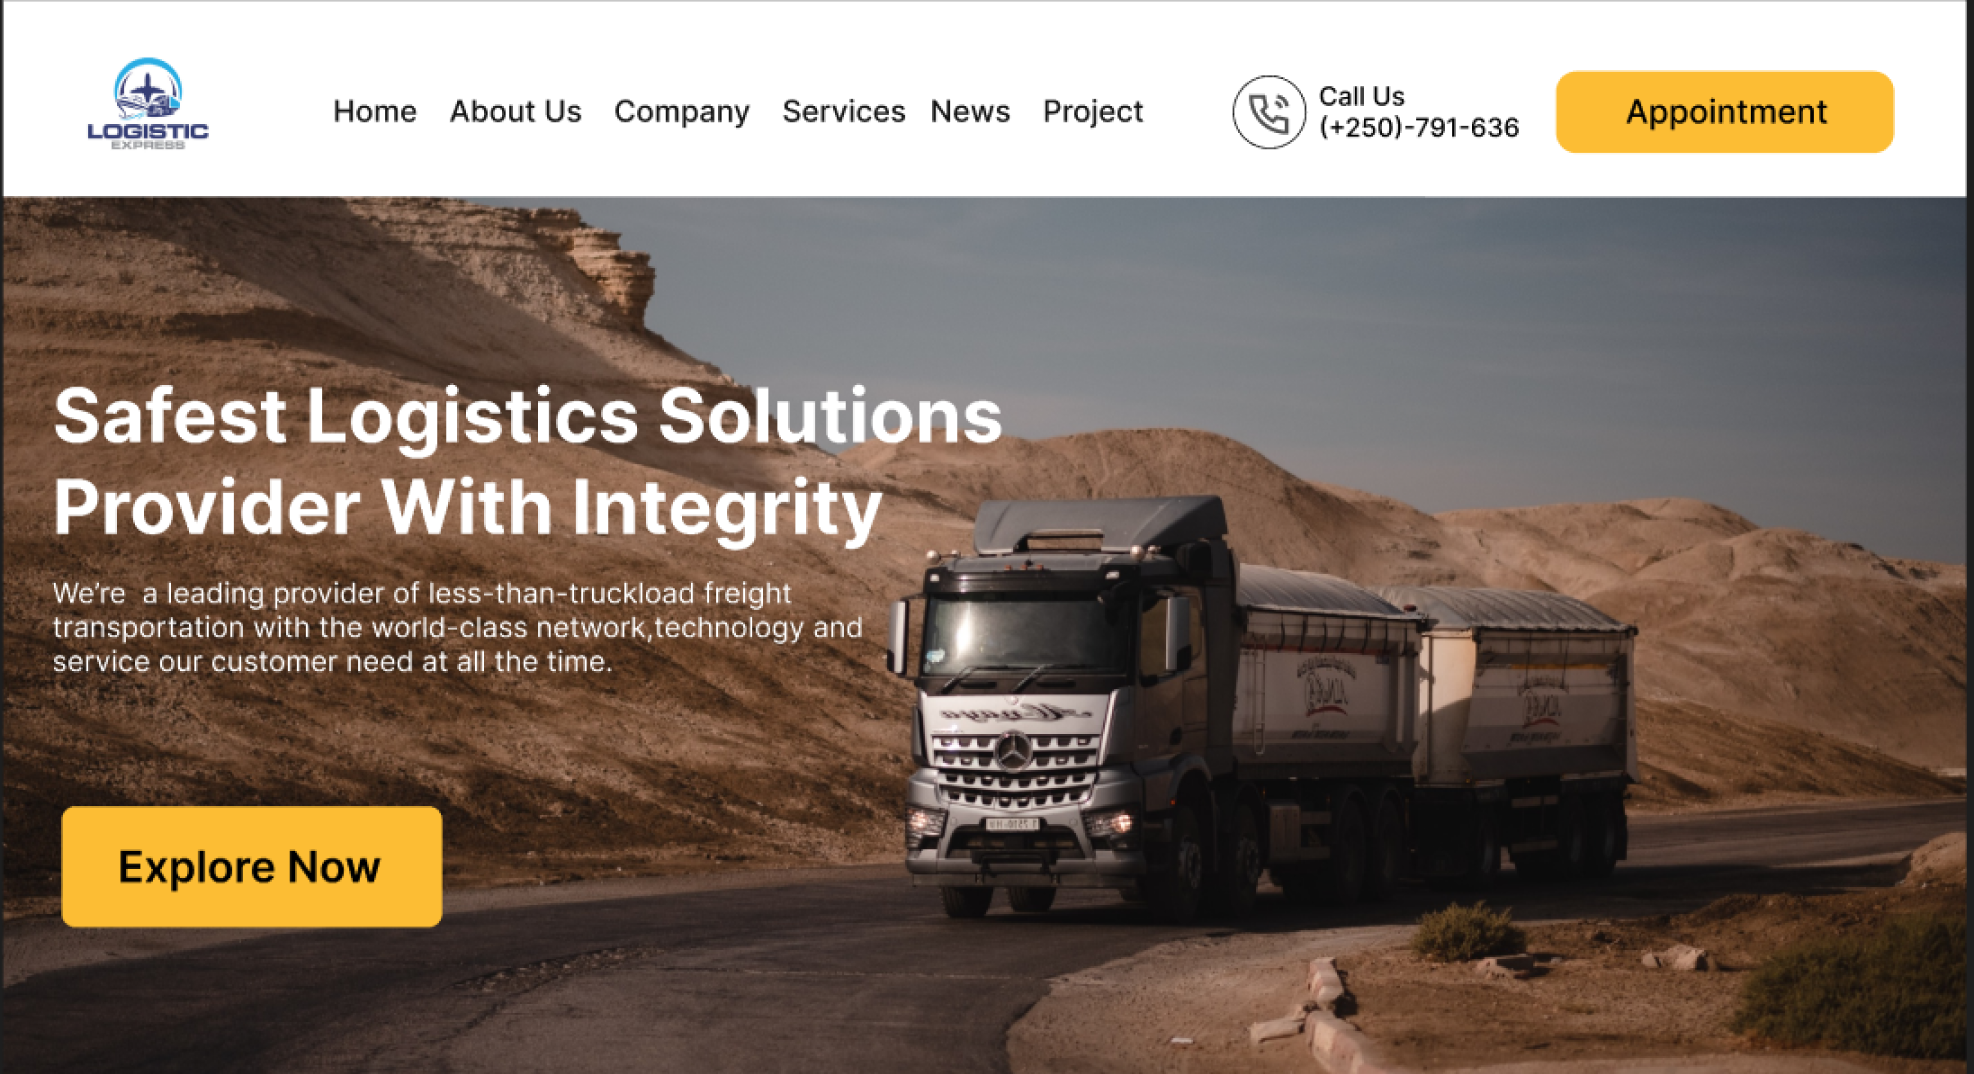 LOGISTIC
EXPRESS
Home About Us Company Services News Project
Call Us
(+250)-791-636
Appointment
Safest Logistics Solutions
Provider With Integrity
We’re  a leading provider of less-than-truckload freight
transportation with the world-class network,technology and
service our customer need at all the time.
Explore Now